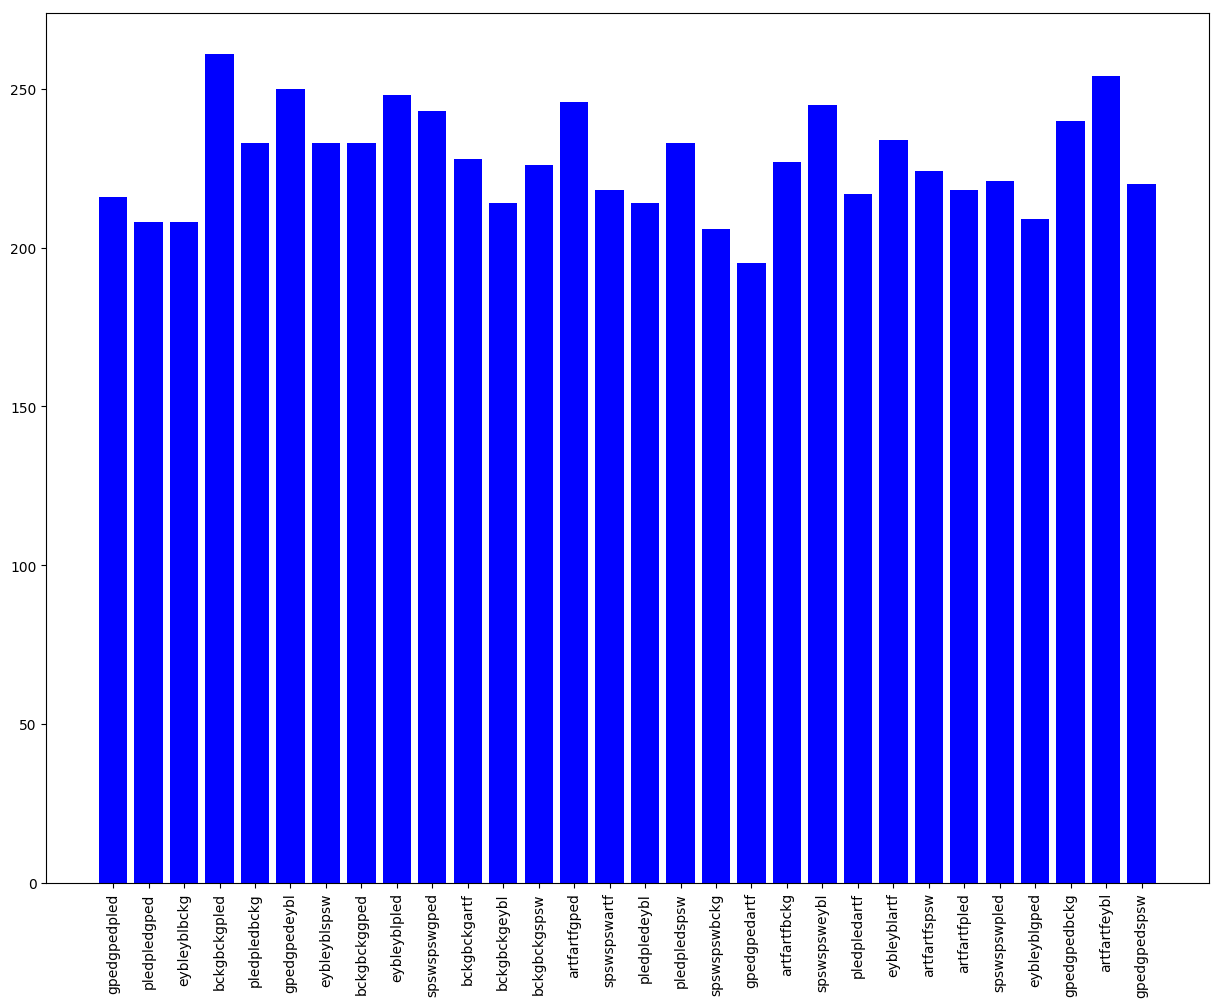 250
200
150
100
50
0
gpedgpedpled
pledpledgped
eybleyblbckg
bckgbckgpled
pledpledbckg
gpedgpedeybl
eybleyblspsw
bckgbckggped
eybleyblpled
spswspswgped
bckgbckgartf
bckgbckgeybl
bckgbckgspsw
artfartfgped
spswspswartf
pledpledeybl
pledpledspsw
spswspswbckg
gpedgpedartf
artfartfbckg
spswspsweybl
pledpledartf
eybleyblartf
artfartfspsw
artfartfpled
spswspswpled
eybleyblgped
gpedgpedbckg
artfartfeybl
gpedgpedspsw